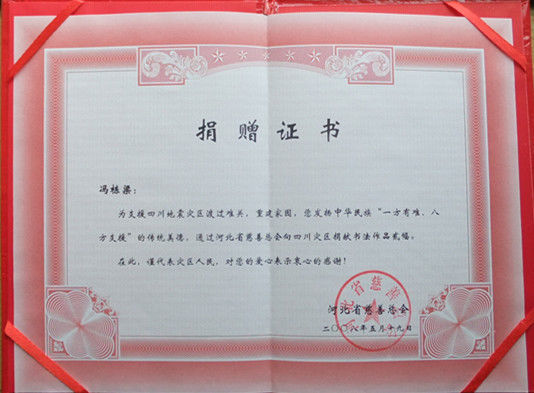 捐赠证书
冯栋梁：
为支援四川地震灾区渡过难关，重建家园，您发扬中华民族“一方有难，八
方支援”的传统美德，通过河北省慈善总会向四川灾区捐献书法作品贰幅。
在此，谨代表灾区人民，对您的爱心表示衷心的感谢！
河北省慈善总会
二〇〇八年五月十九日